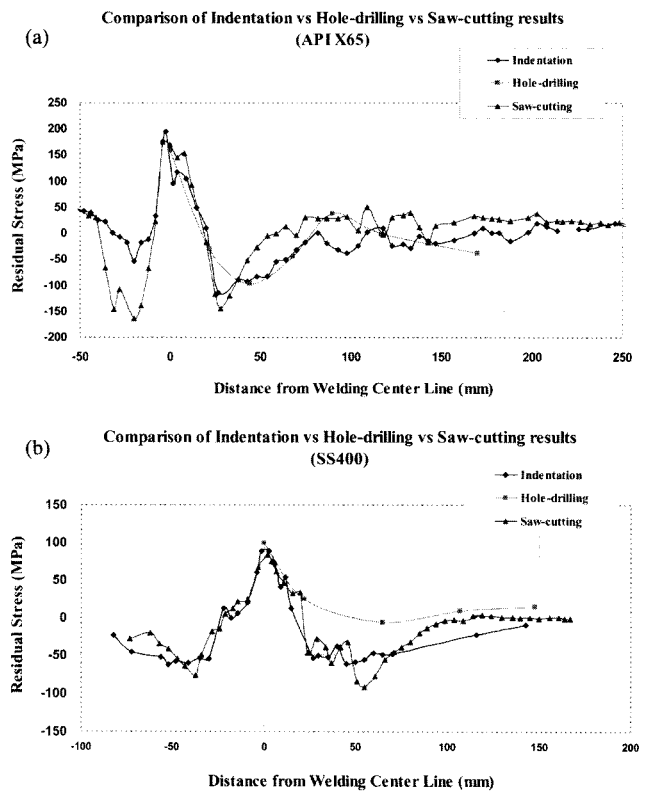 (a)
Comparison of Indentation vs Hole-drilling vs Saw-cutting results
(API X65)
Indentation
Hole-drilling
Saw-cutting
Residual Stress (MPa)
250
200
150
100
50
0
-50
-100
-150
-200
-50 0 50 100 150 200 250
Distance from Welding Center Line (mm)
(b)
Comparison of Indentation vs Hole-drilling vs Saw-cutting results
(SS400)
Indentation
Hole-drilling
Saw-cutting
Residual Stress (MPa)
150
100
50
0
-50
-100
-150
-100 -50 0 50 100 150 200
Distance from Welding Center Line (mm)